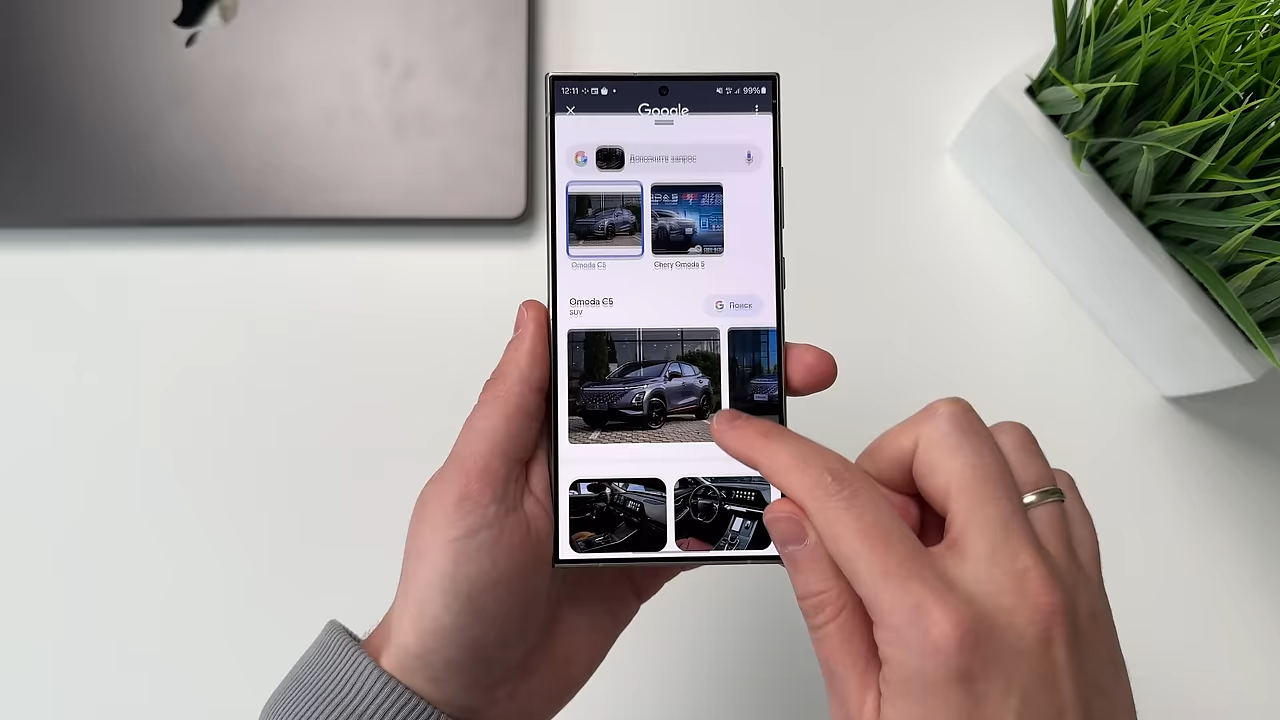 12:11
99%
Google
Дополните запрос
Omoda C5
Chery Omoda 5
Omoda C5
SUV
Поиск